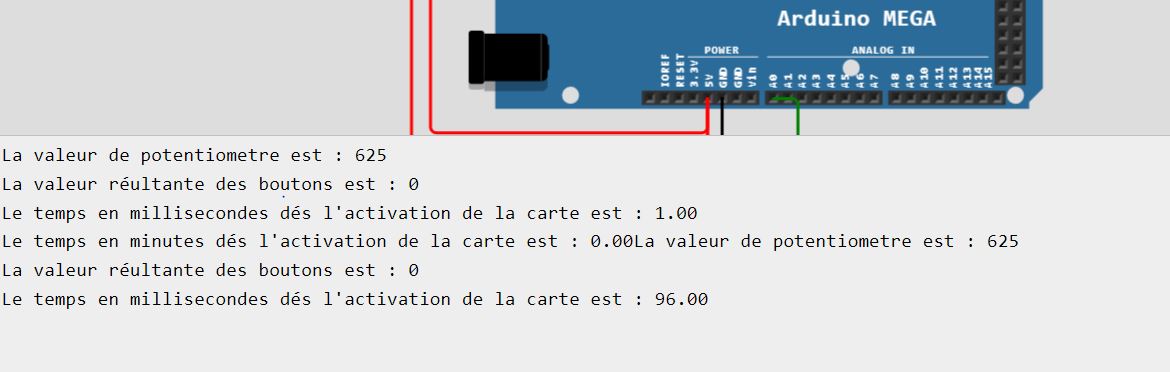 Arduino MEGA
POWER
ANALOG IN
IOREF
RESET
3.3V
5V
GND
GND
Vin
A0
A1
A2
A3
A4
A5
A6
A7
A8
A9
A10
A11
A12
A13
A14
A15
La valeur de potentiometre est : 625
La valeur réultante des boutons est : 0
Le temps en millisecondes dés l'activation de la carte est : 1.00
Le temps en minutes dés l'activation de la carte est : 0.00La valeur de potentiometre est : 625
La valeur réultante des boutons est : 0
Le temps en millisecondes dés l'activation de la carte est : 96.00